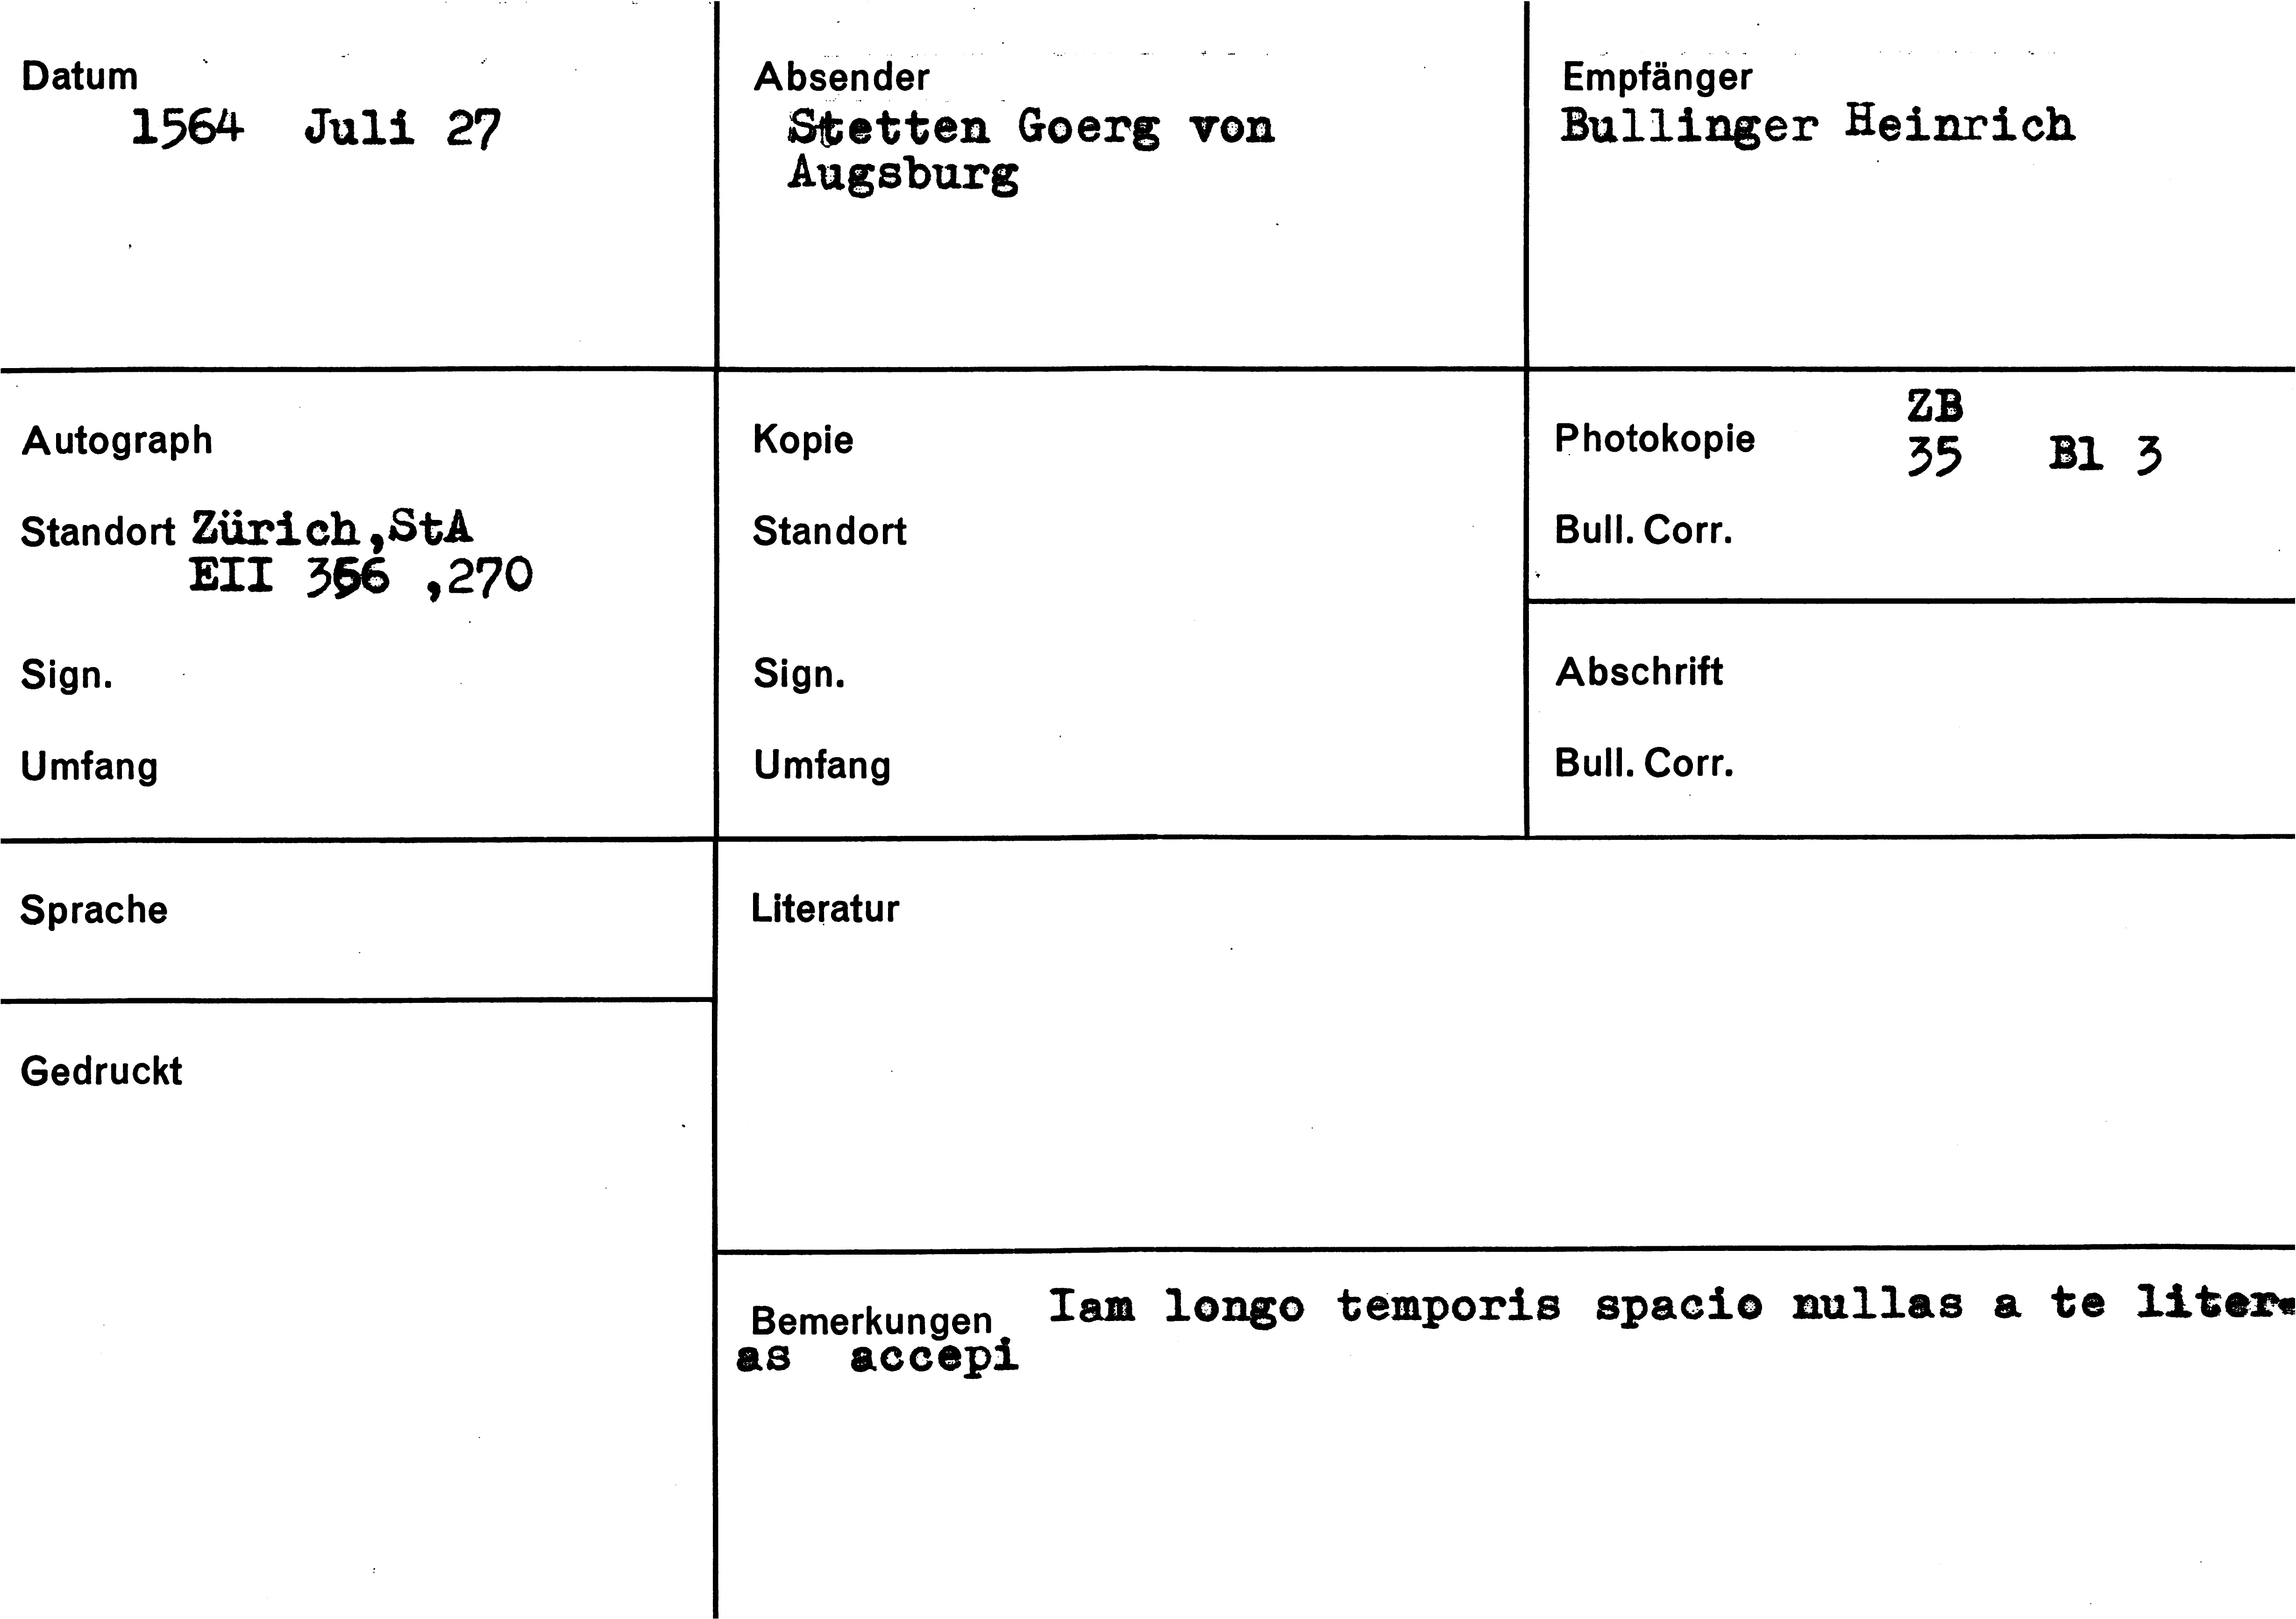 Datum
1564 Juli 27
Absender
Stetten Goerg von
Augsburg
Empfänger
Bullinger Heinrich
Autograph
Standort Zürich,StA
EII 356 ,270
Sign.
Umfang
Kopie
Standort
Sign.
Umfang
Photokopie ZB
35 Bl 3
Bull. Corr.
Abschrift
Bull. Corr.
Sprache
Gedruckt
Literatur
Bemerkungen Iam longo temporis spacio nullas a te liter-
as accepi